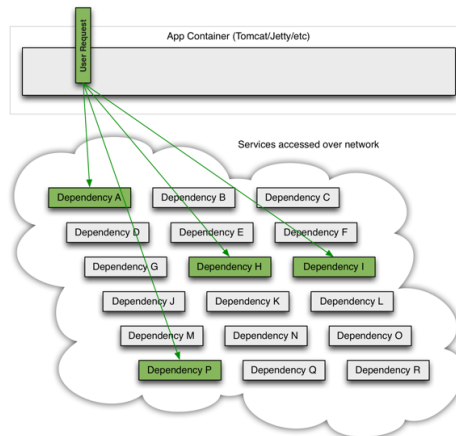 User Request
App Container (Tomcat/Jetty/etc)
Services accessed over network
Dependency A
Dependency B
Dependency C
Dependency D
Dependency E
Dependency F
Dependency G
Dependency H
Dependency I
Dependency J
Dependency K
Dependency L
Dependency M
Dependency N
Dependency O
Dependency P
Dependency Q
Dependency R